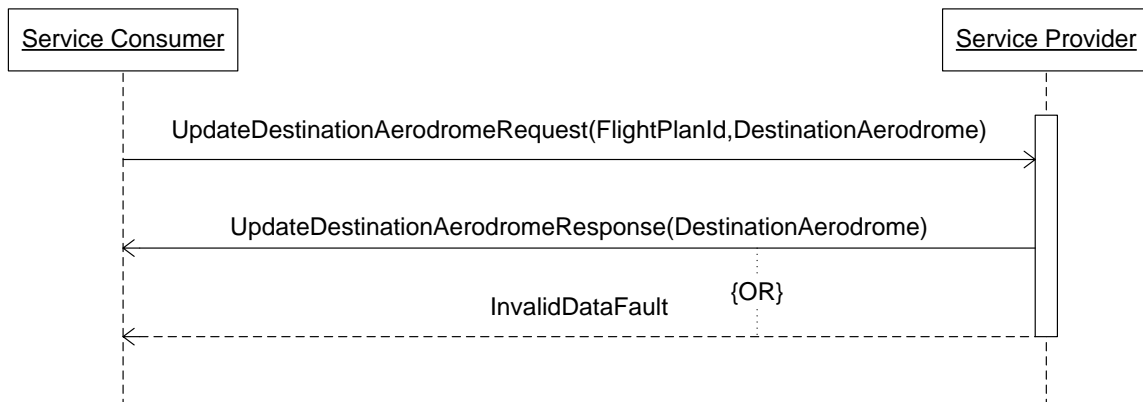 Service Consumer
Service Provider
UpdateDestinationAerodromeRequest(FlightPlanId,DestinationAerodrome)
UpdateDestinationAerodromeResponse(DestinationAerodrome)
{OR}
InvalidDataFault